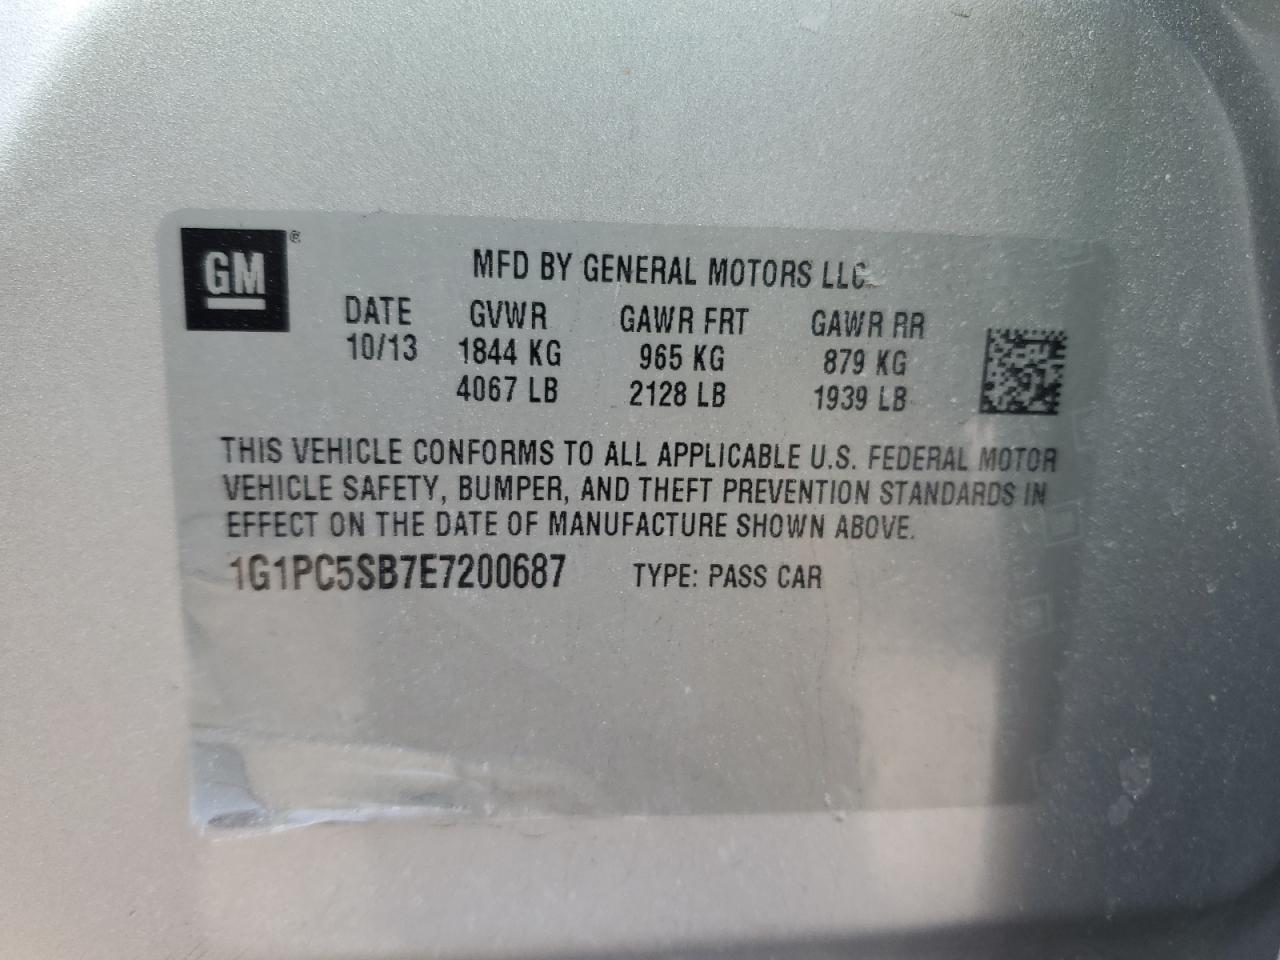 GM ®
MFD BY GENERAL MOTORS LLC
DATE GVWR GAWR FRT GAWR RR
10/13 1844 KG 965 KG 879 KG
4067 LB 2128 LB 1939 LB
THIS VEHICLE CONFORMS TO ALL APPLICABLE U.S. FEDERAL MOTOR
VEHICLE SAFETY, BUMPER, AND THEFT PREVENTION STANDARDS IN
EFFECT ON THE DATE OF MANUFACTURE SHOWN ABOVE.
1G1PC5SB7E7200687 TYPE: PASS CAR